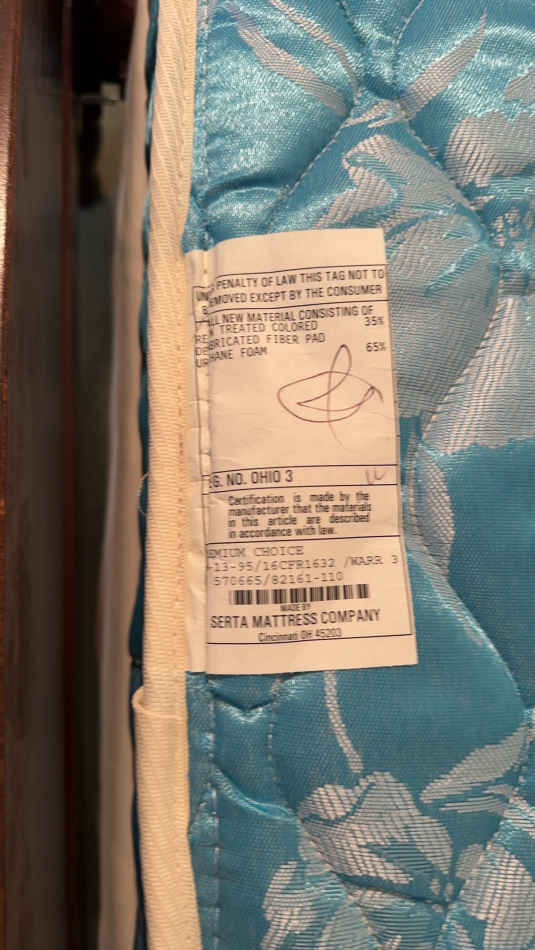 PENALTY OF LAW THIS TAG NOT TO
EMOVED EXCEPT BY THE CONSUMER
LL NEW MATERIAL CONSISTING OF
TREATED COLORED 35%
BRICATED FIBER PAD
HANE FOAM 65%
G. NO. OHIO 3
Certification is made by the
manufacturer that the materials
in this article are described
in accordance with law.
EMIUM CHOICE
-13-95/16CFR1632 /WARR 3
570665/82161-110
MADE BY
SERTA MATTRESS COMPANY
Cincinnati OH 45203